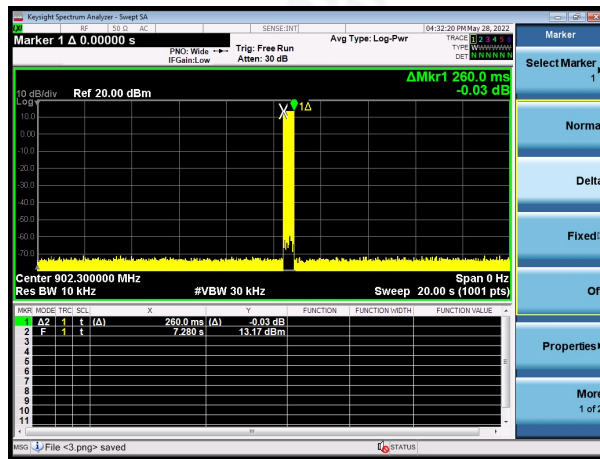 Keysight Spectrum Analyzer - Swept SA
LXI RF 50 Ω AC SENSE:INT 04:32:20 PM May 28, 2022
Marker 1 Δ 0.00000 s Avg Type: Log-Pwr TRACE 1 2 3 4 5 6
PNO: Wide Trig: Free Run TYPE W
IFGain:Low Atten: 30 dB DET N N N N N N
ΔMkr1 260.0 ms
10 dB/div Ref 20.00 dBm -0.03 dB
Log
1Δ
X
10.0
0.00
-10.0
-20.0
-30.0
-40.0
-50.0
-60.0
-70.0
Center 902.300000 MHz Span 0 Hz
Res BW 10 kHz #VBW 30 kHz Sweep 20.00 s (1001 pts)
MKR MODE TRC SCL X Y FUNCTION FUNCTION WIDTH FUNCTION VALUE
1 Δ2 1 t (Δ) 260.0 ms (Δ) -0.03 dB
2 F 1 t 7.280 s 13.17 dBm
3
4
5
6
7
8
9
10
11
MSG File <3.png> saved STATUS
Marker
Select Marker
1
Norma
Delta
Fixed
Of
Properties
More
1 of 2